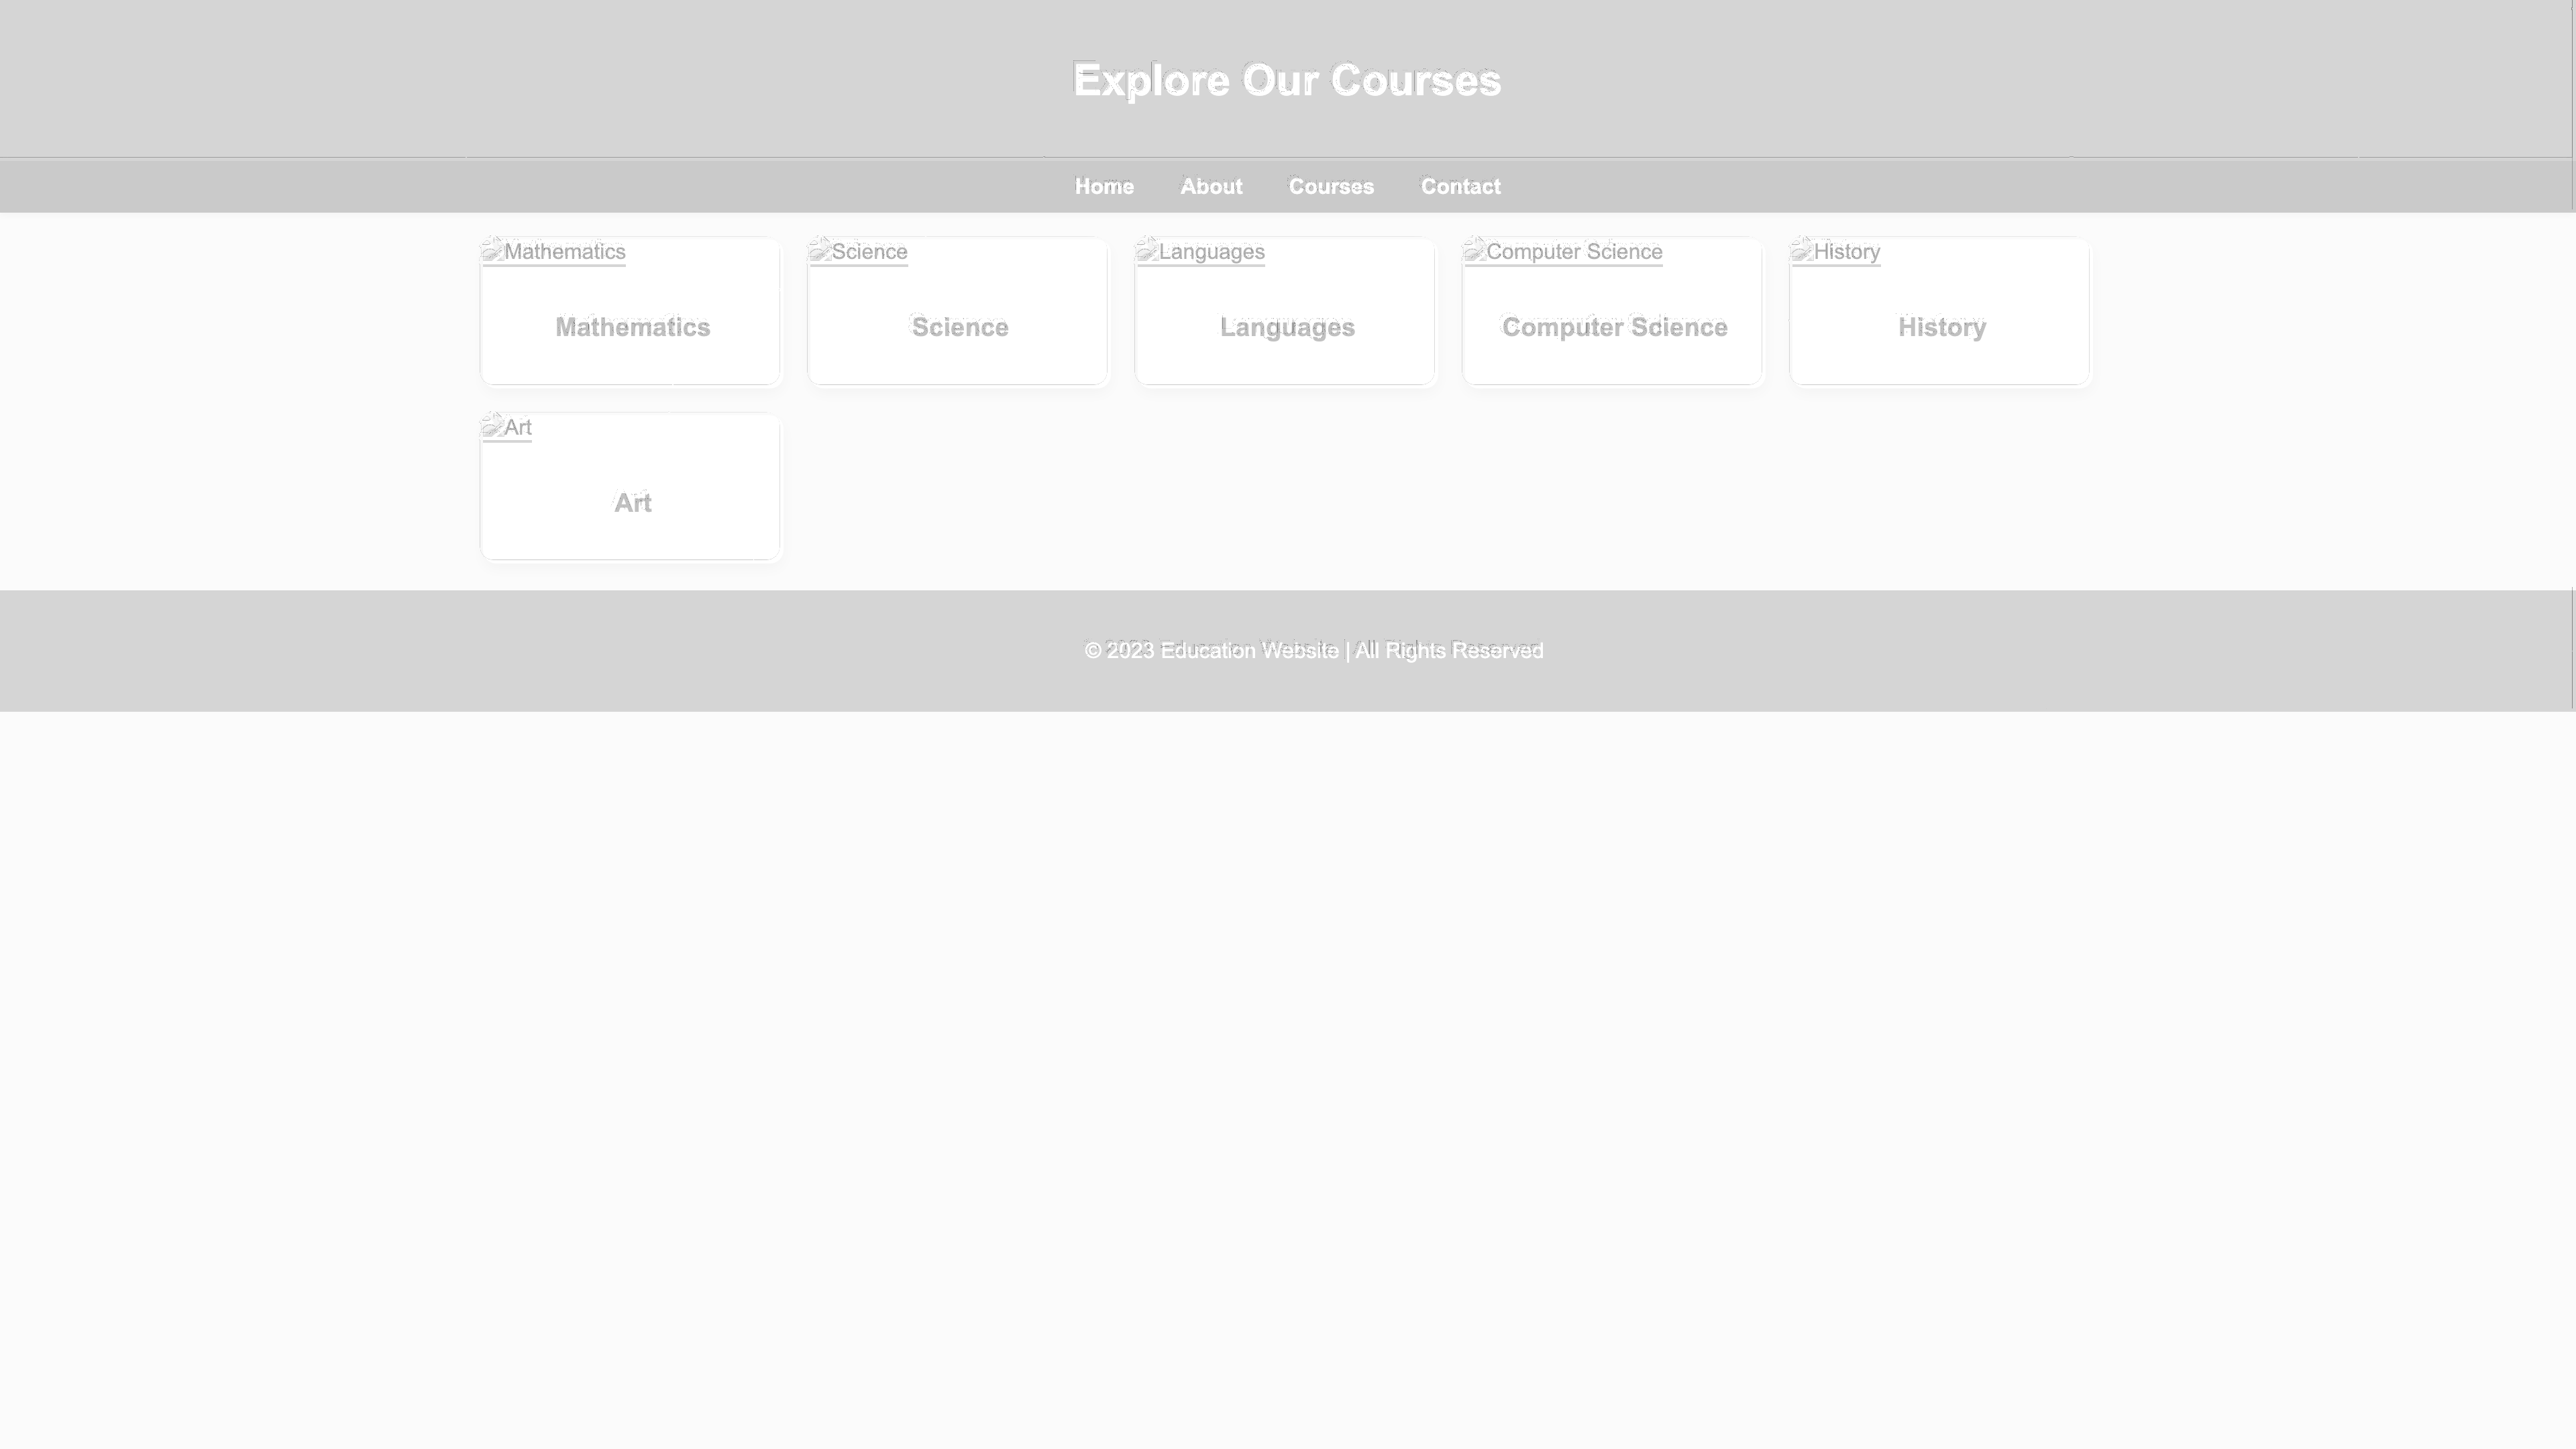 Explore Our Courses
Home About Courses Contact
Mathematics Science Languages Computer Science History
Mathematics Science Languages Computer Science History
Art
Art
© 2023 Education Website | All Rights Reserved